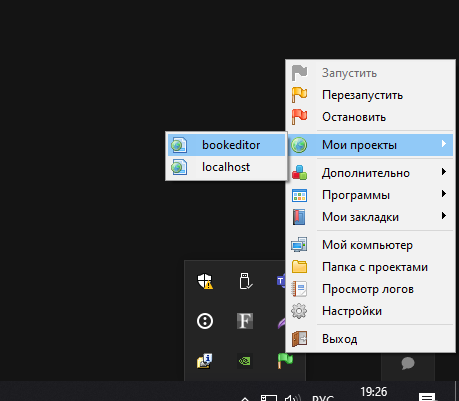 Запустить
Перезапустить
Остановить
Мои проекты
bookeditor
localhost
Дополнительно
Программы
Мои закладки
Мой компьютер
Папка с проектами
Просмотр логов
Настройки
Выход
РУС
19:26